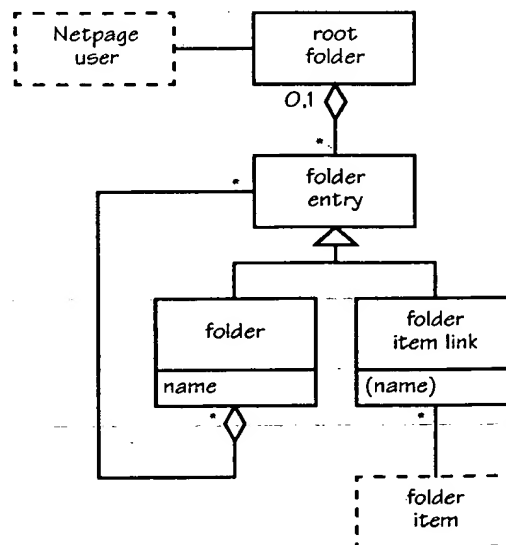 Netpage
user
root
folder
0,1
*
*
folder
entry
folder
name
folder
item link
(name)
*
*
folder
item